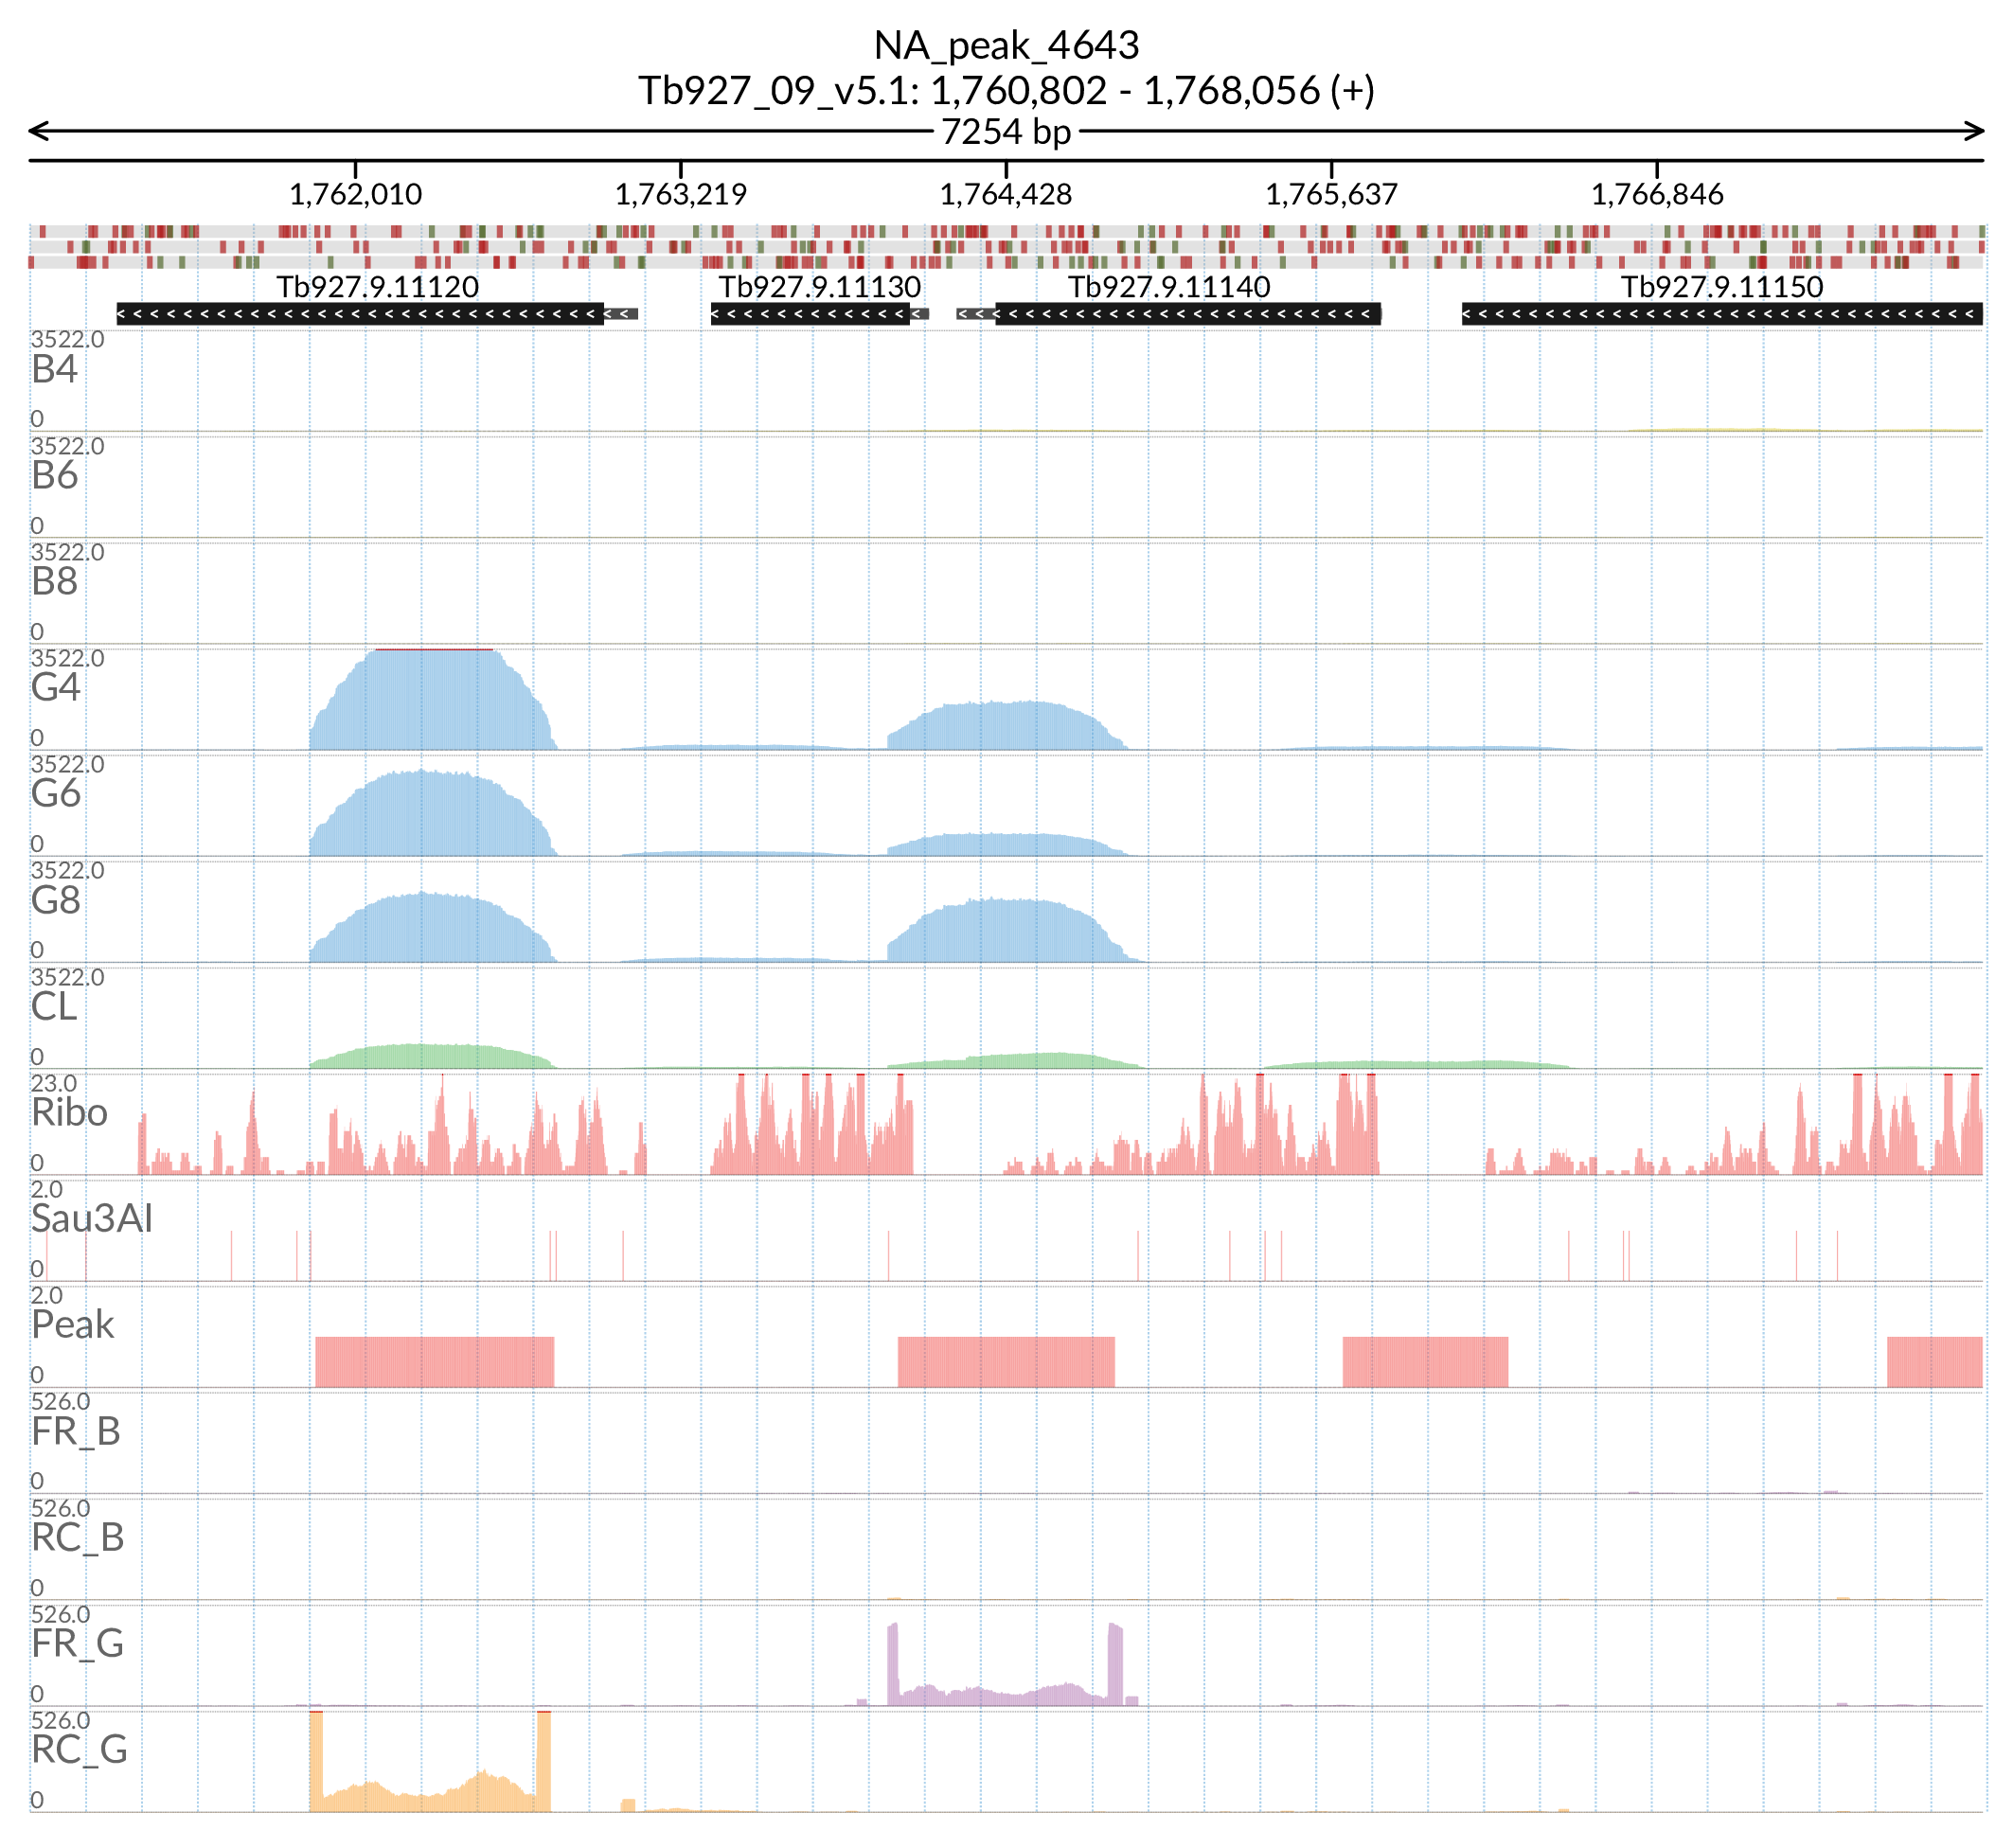 NA_peak_4643
Tb927_09_v5.1: 1,760,802 - 1,768,056 (+)
7254 bp
1,762,010 1,763,219 1,764,428 1,765,637 1,766,846
Tb927.9.11120 Tb927.9.11130 Tb927.9.11140 Tb927.9.11150
3522.0
B4
0
3522.0
B6
0
3522.0
B8
0
3522.0
G4
0
3522.0
G6
0
3522.0
G8
0
3522.0
CL
0
23.0
Ribo
0
2.0
Sau3AI
0
2.0
Peak
0
526.0
FR_B
0
526.0
RC_B
0
526.0
FR_G
0
526.0
RC_G
0